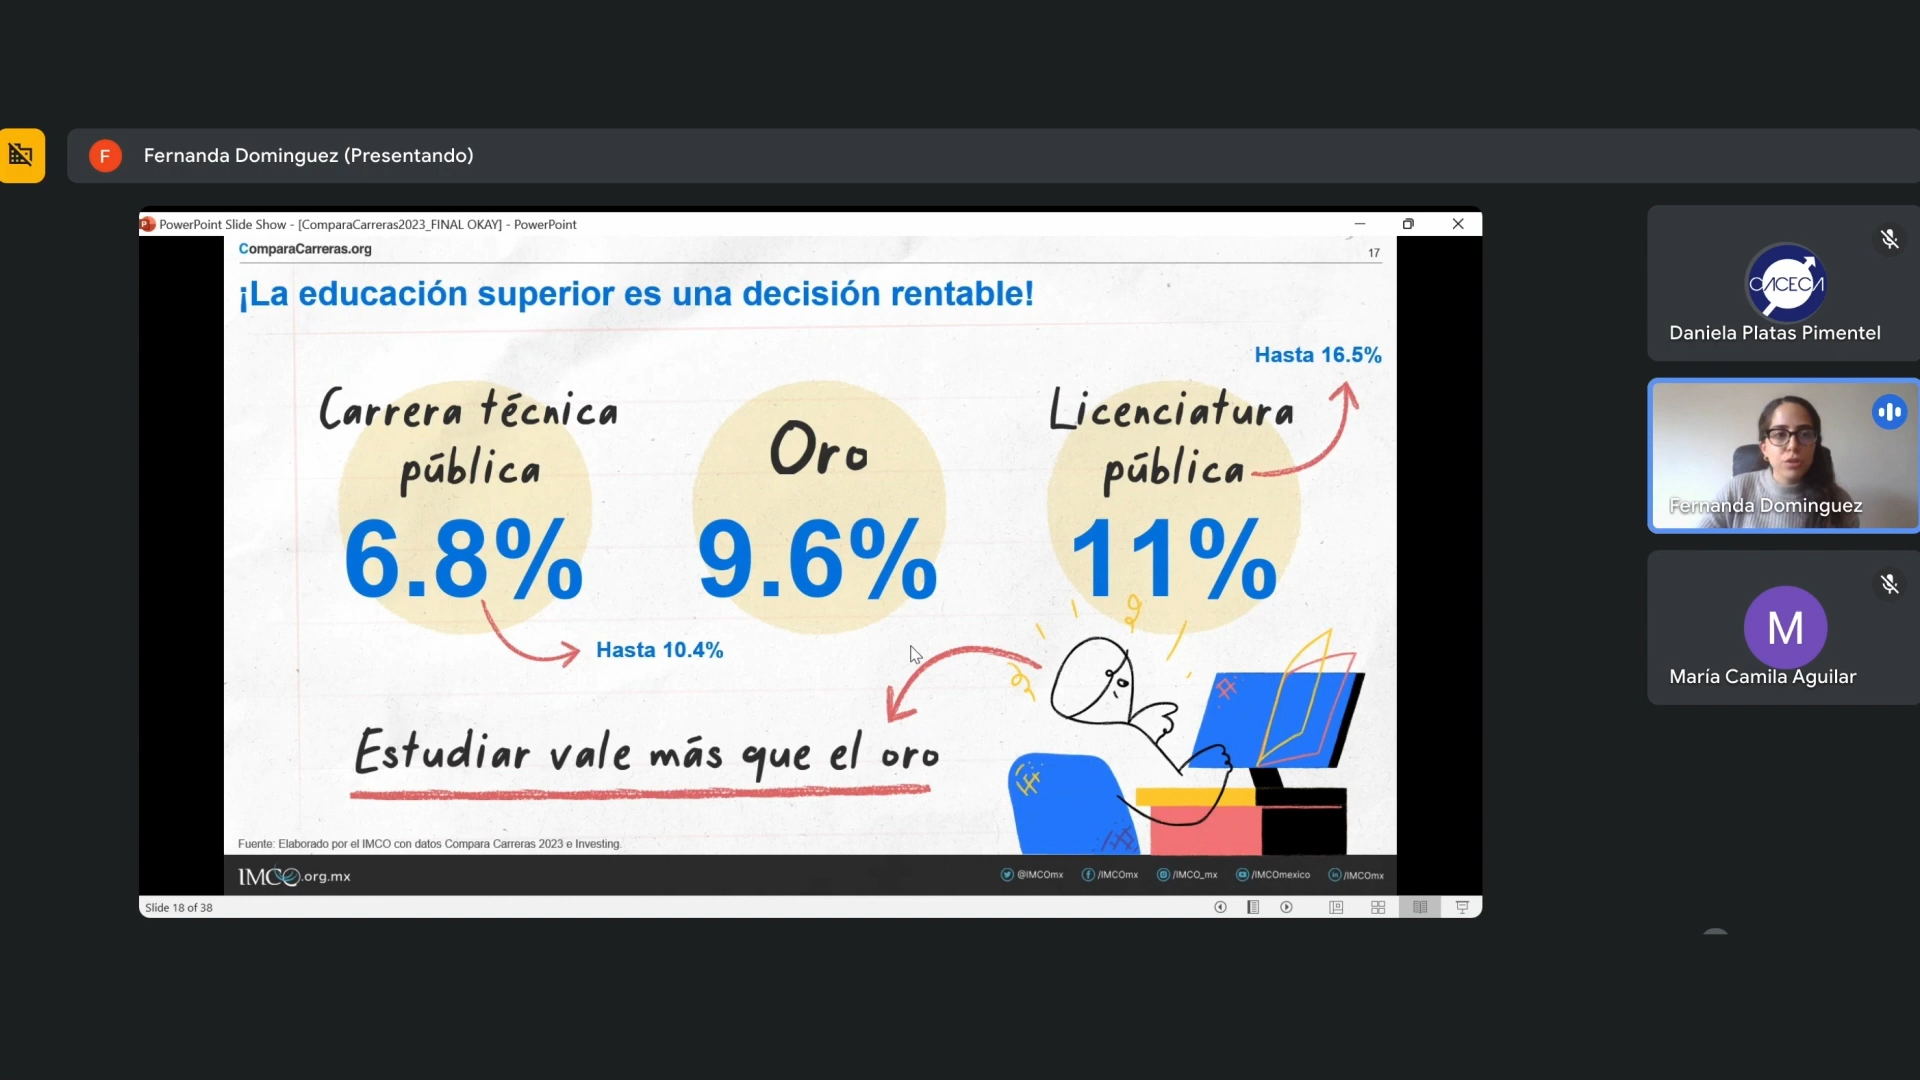 F
Fernanda Dominguez (Presentando)
PowerPoint Slide Show - [ComparaCarreras2023_FINAL OKAY] - PowerPoint
ComparaCarreras.org
17
¡La educación superior es una decisión rentable!
Hasta 16.5%
Carrera técnica
pública
6.8%
Hasta 10.4%
Oro
9.6%
Licenciatura
pública
11%
Estudiar vale más que el oro
Fuente: Elaborado por el IMCO con datos Compara Carreras 2023 e Investing.
IMCO.org.mx
@IMCOmx
/IMCOmx
/IMCO_mx
/IMCOmexico
/IMCOmx
Slide 18 of 38
CACECA
Daniela Platas Pimentel
Fernanda Dominguez
M
María Camila Aguilar